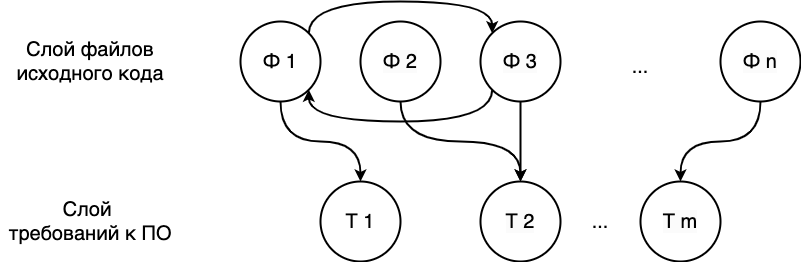 Слой файлов
исходного кода
Ф 1
Ф 2
Ф 3
...
Ф n
Слой
требований к ПО
Т 1
Т 2
...
Т m